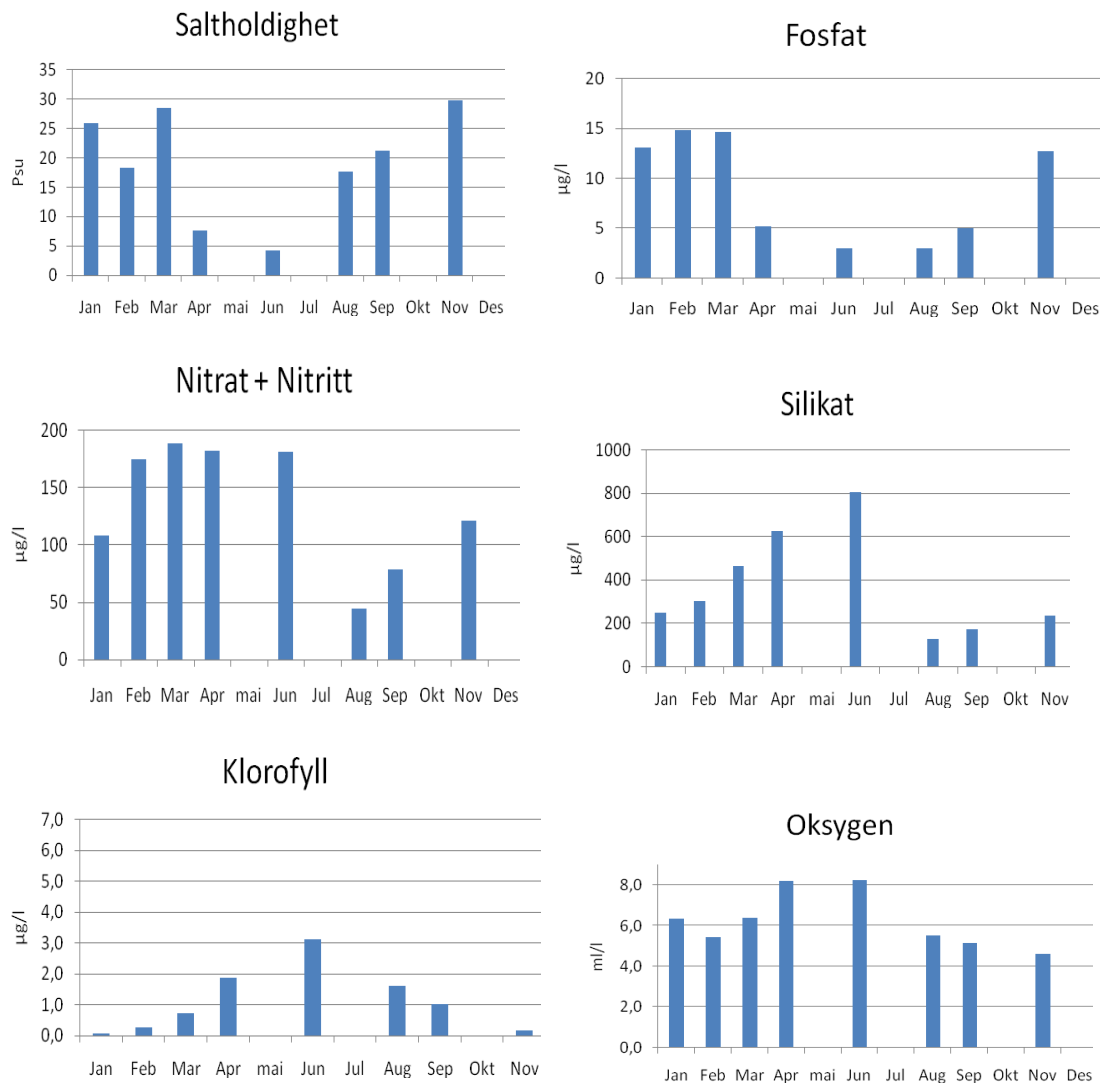 Saltholdighet
35
30
25
20
15
10
5
0
Psu
Jan Feb Mar Apr mai Jun Jul Aug Sep Okt Nov Des
Fosfat
20
15
10
5
0
µg/l
Jan Feb Mar Apr mai Jun Jul Aug Sep Okt Nov Des
Nitrat + Nitritt
200
150
100
50
0
µg/l
Jan Feb Mar Apr mai Jun Jul Aug Sep Okt Nov Des
Silikat
1000
800
600
400
200
0
µg/l
Jan Feb Mar Apr mai Jun Jul Aug Sep Okt Nov
Klorofyll
7,0
6,0
5,0
4,0
3,0
2,0
1,0
0,0
µg/l
Jan Feb Mar Apr mai Jun Jul Aug Sep Okt Nov
Oksygen
8,0
6,0
4,0
2,0
0,0
ml/l
Jan Feb Mar Apr mai Jun Jul Aug Sep Okt Nov Des